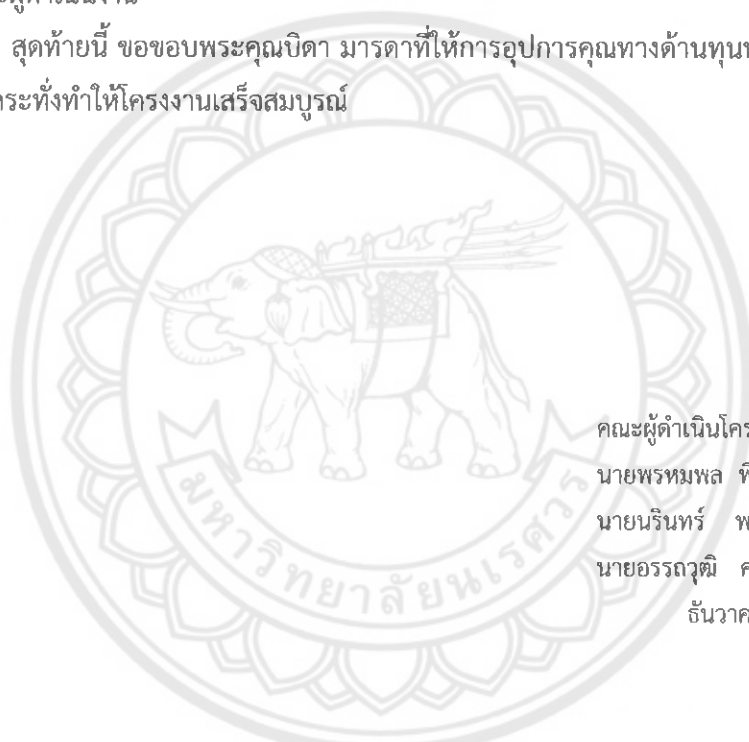 สุดท้ายนี้ ขอขอบพระคุณบิดา มารดาที่ให้การอุปการคุณทางด้านทุน
กระทั่งทำให้โครงงานเสร็จสมบูรณ์
คณะผู้ดำเนินโคร
นายพรหมพล พิ
นายนรินทร์ พ
นายอรรถวุฒิ ค
ธันวาค
มหาวิทยาลัยนเรศวร